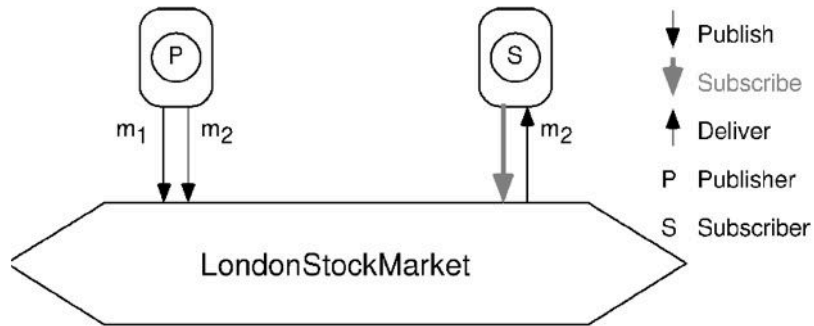 P
S
m1
m2
m2
LondonStockMarket
Publish
Subscribe
Deliver
P Publisher
S Subscriber